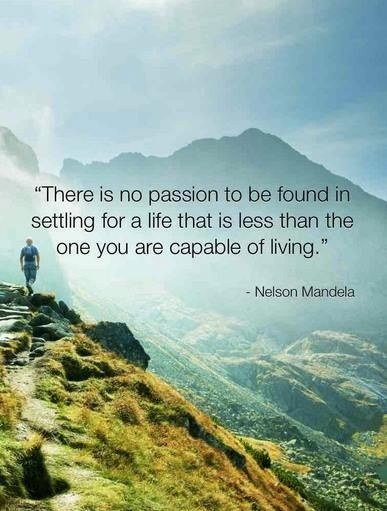 “There is no passion to be found in
settling for a life that is less than the
one you are capable of living.”
- Nelson Mandela